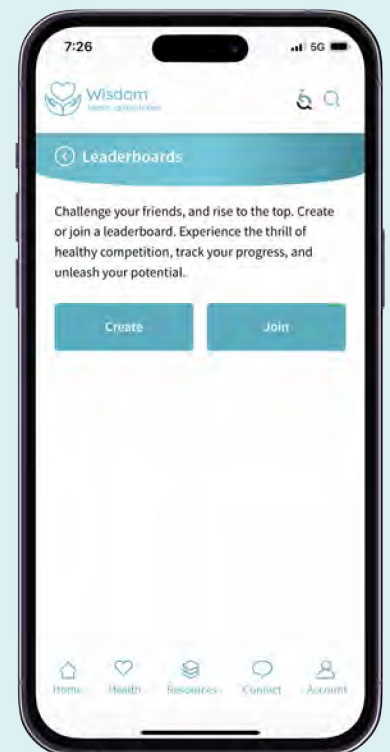 7:26
5G
Wisdom
Leaderboards
Challenge your friends, and rise to the top. Create
or join a leaderboard. Experience the thrill of
healthy competition, track your progress, and
unleash your potential.
Create
Join
Home
Health
Resources
Connect
Account